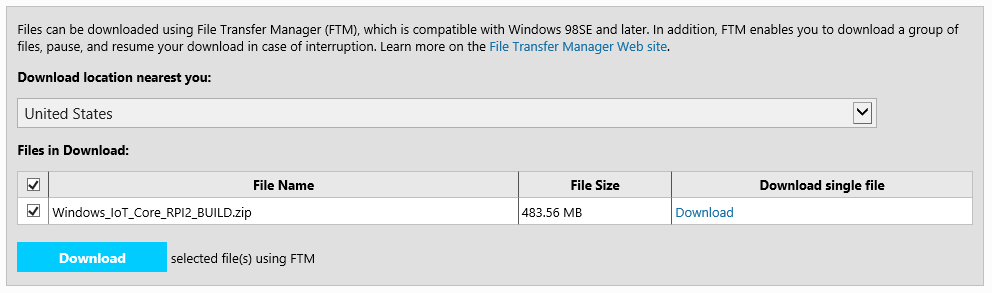 Files can be downloaded using File Transfer Manager (FTM), which is compatible with Windows 98SE and later. In addition, FTM enables you to download a group of
files, pause, and resume your download in case of interruption. Learn more on the File Transfer Manager Web site.
Download location nearest you:
United States
Files in Download:
File Name File Size Download single file
Windows_IoT_Core_RPI2_BUILD.zip 483.56 MB Download
Download selected file(s) using FTM